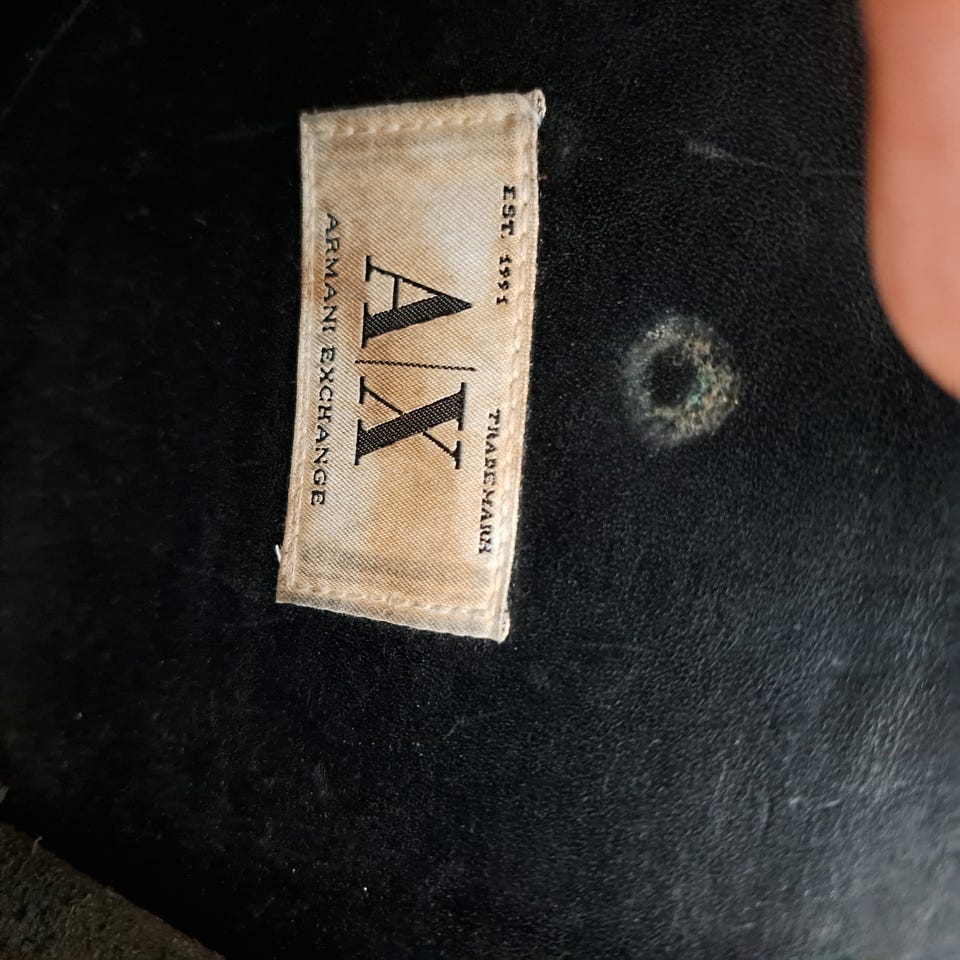 EST. 1991 TRADEMARK
A|X
ARMANI EXCHANGE